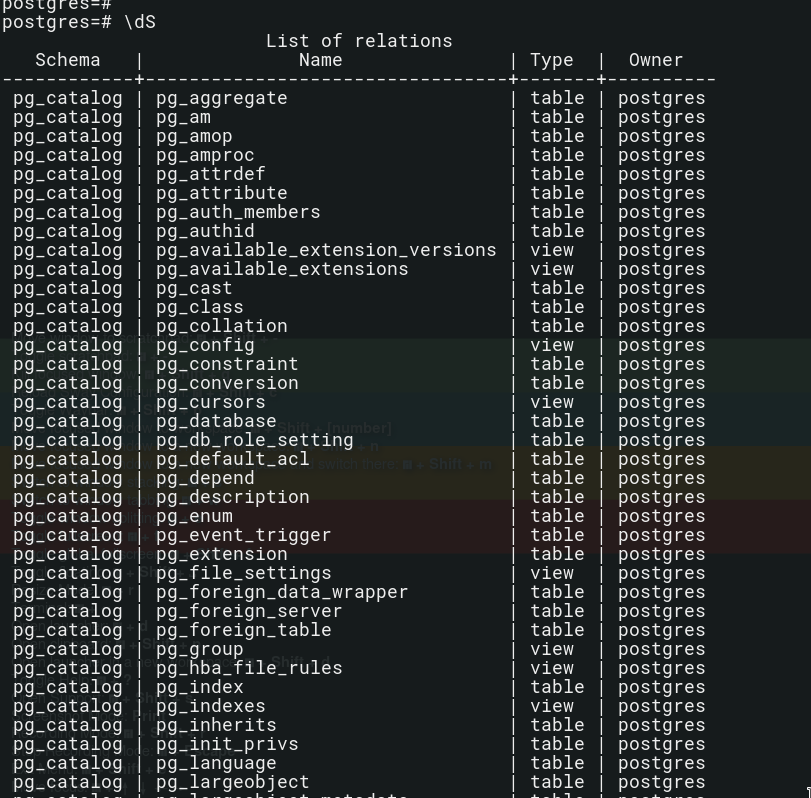 postgres=#
postgres=# \dS
List of relations
Schema | Name | Type | Owner
------------+---------------------------------+-------+----------
pg_catalog | pg_aggregate | table | postgres
pg_catalog | pg_am | table | postgres
pg_catalog | pg_amop | table | postgres
pg_catalog | pg_amproc | table | postgres
pg_catalog | pg_attrdef | table | postgres
pg_catalog | pg_attribute | table | postgres
pg_catalog | pg_auth_members | table | postgres
pg_catalog | pg_authid | table | postgres
pg_catalog | pg_available_extension_versions | view | postgres
pg_catalog | pg_available_extensions | view | postgres
pg_catalog | pg_cast | table | postgres
pg_catalog | pg_class | table | postgres
pg_catalog | pg_collation | table | postgres
pg_catalog | pg_config | view | postgres
pg_catalog | pg_constraint | table | postgres
pg_catalog | pg_conversion | table | postgres
pg_catalog | pg_cursors | view | postgres
pg_catalog | pg_database | table | postgres
pg_catalog | pg_db_role_setting | table | postgres
pg_catalog | pg_default_acl | table | postgres
pg_catalog | pg_depend | table | postgres
pg_catalog | pg_description | table | postgres
pg_catalog | pg_enum | table | postgres
pg_catalog | pg_event_trigger | table | postgres
pg_catalog | pg_extension | table | postgres
pg_catalog | pg_file_settings | view | postgres
pg_catalog | pg_foreign_data_wrapper | table | postgres
pg_catalog | pg_foreign_server | table | postgres
pg_catalog | pg_foreign_table | table | postgres
pg_catalog | pg_group | view | postgres
pg_catalog | pg_hba_file_rules | view | postgres
pg_catalog | pg_index | table | postgres
pg_catalog | pg_indexes | view | postgres
pg_catalog | pg_inherits | table | postgres
pg_catalog | pg_init_privs | table | postgres
pg_catalog | pg_language | table | postgres
pg_catalog | pg_largeobject | table | postgres